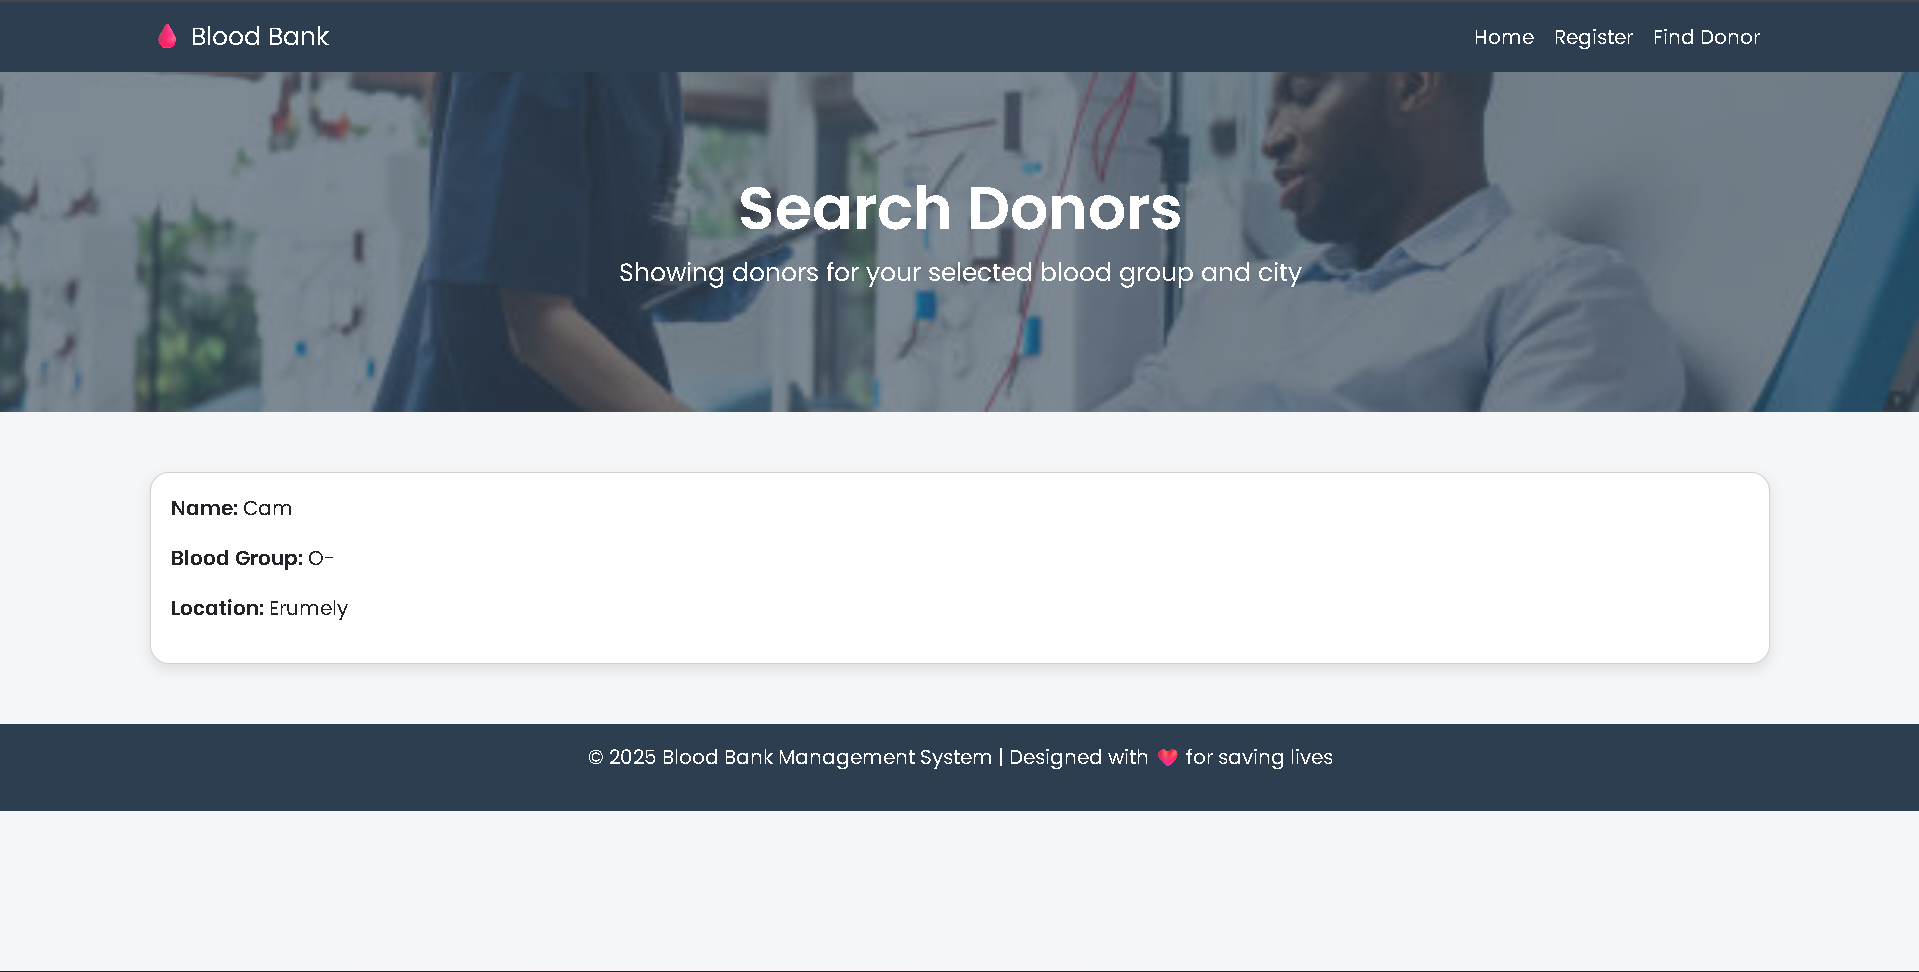 Blood Bank
Home Register Find Donor
Search Donors
Showing donors for your selected blood group and city
Name: Cam
Blood Group: O-
Location: Erumely
© 2025 Blood Bank Management System | Designed with ❤️ for saving lives